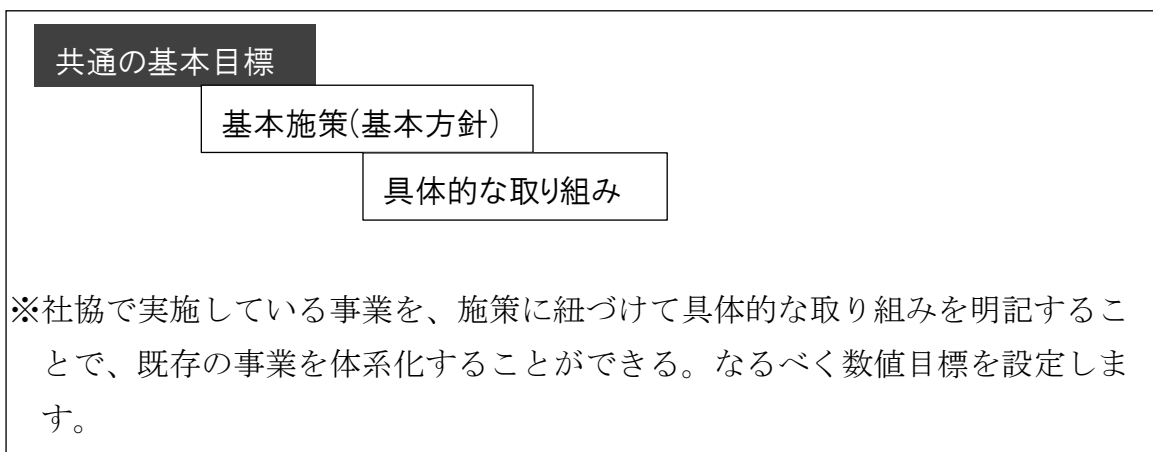 共通の基本目標
基本施策(基本方針)
具体的な取り組み
※社協で実施している事業を、施策に紐づけて具体的な取り組みを明記するこ
とで、既存の事業を体系化することができる。なるべく数値目標を設定しま
す。